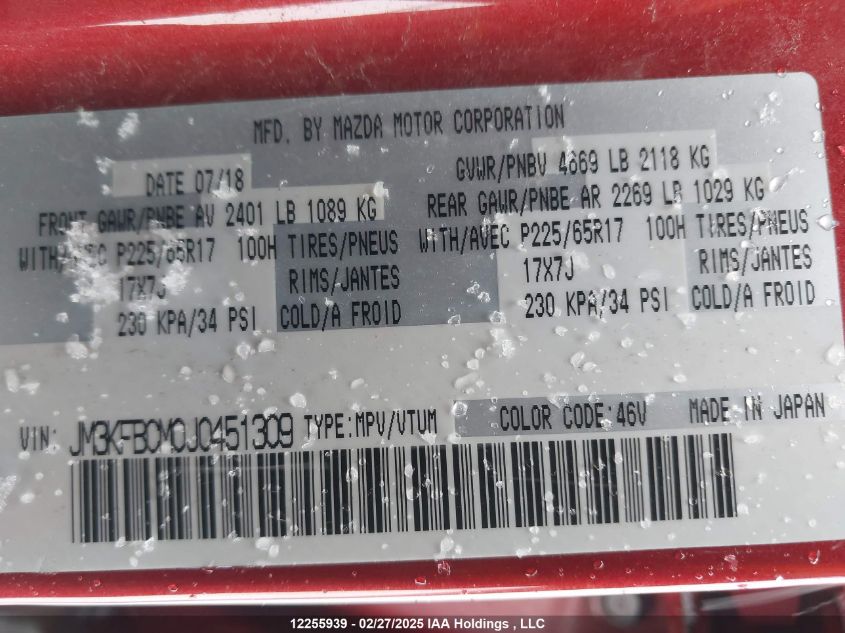 MFD. BY MAZDA MOTOR CORPORATION
DATE 07/18
GVWR/PNBV 4669 LB 2118 KG
FRONT GAWR/PNBE AV 2401 LB 1089 KG
REAR GAWR/PNBE AR 2269 LB 1029 KG
WITH/AVEC P225/65R17 100H TIRES/PNEUS
WITH/AVEC P225/65R17 100H TIRES/PNEUS
17X7J RIMS/JANTES
17X7J RIMS/JANTES
230 KPA/34 PSI COLD/A FROID
230 KPA/34 PSI COLD/A FROID
VIN: JM3KFB0M0J0451309 TYPE:MPV/VTUM COLOR CODE:46V MADE IN JAPAN
12255939 - 02/27/2025 IAA Holdings , LLC